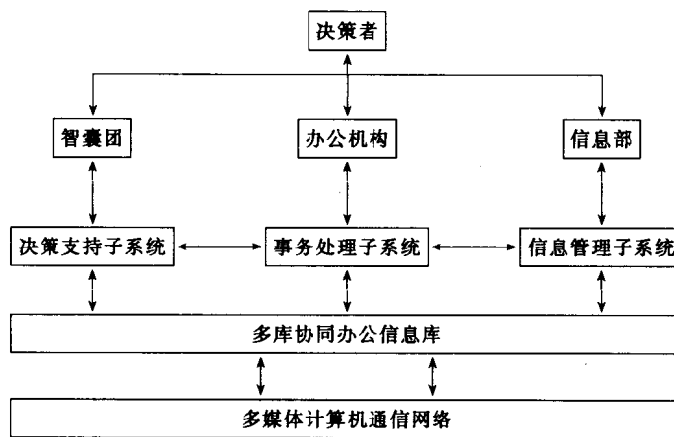 决策者
智囊团
办公机构
信息部
决策支持子系统
事务处理子系统
信息管理子系统
多库协同办公信息库
多媒体计算机通信网络